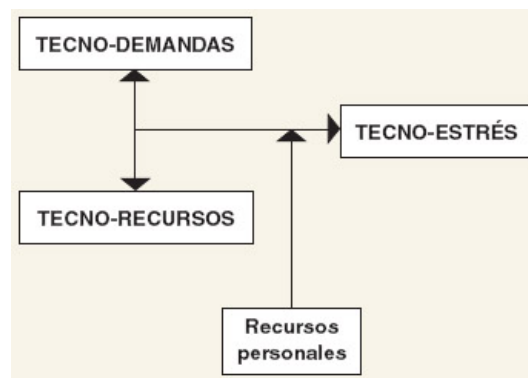 TECNO-DEMANDAS
TECNO-ESTRÉS
TECNO-RECURSOS
Recursos
personales